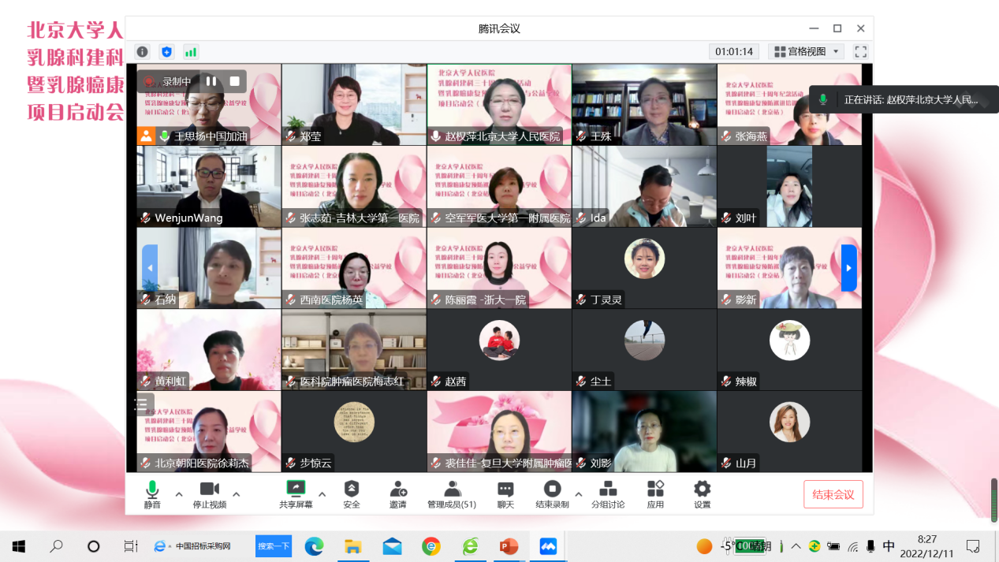 北京大学人
乳腺科建科
暨乳腺癌康
项目启动会
腾讯会议
01:01:14
宫格视图
正在讲话: 赵权萍北京大学人民...
录制中
王思扬中国加油
郑莹
赵权萍北京大学人民医院
王殊
张海燕
WenjunWang
张志茹-吉林大学第一医院
空军军医大学第一附属医院
Ida
刘叶
石纳
西南医院杨英
陈丽霞 -浙大一院
丁灵灵
影新
黄利虹
医科院肿瘤医院梅志红
赵茜
尘土
辣椒
北京朝阳医院徐莉杰
步惊云
裘佳佳-复旦大学附属肿瘤医
刘影
山月
静音
停止视频
共享屏幕
安全
邀请
管理成员(51)
聊天
结束录制
分组讨论
应用
设置
结束会议
中国招标采购网
搜索一下
-5°C 晴朗
中
8:27
2022/12/11